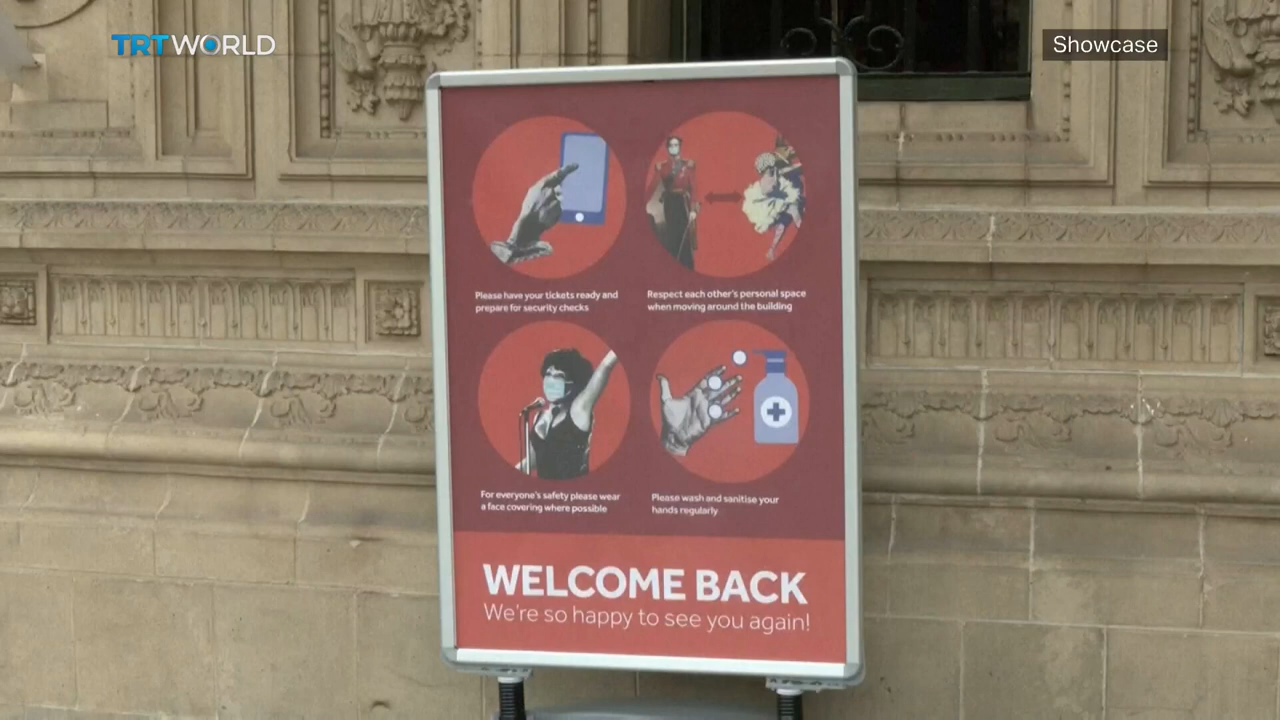 TRT WORLD
Showcase
Please have your tickets ready and
prepare for security checks
Respect each other's personal space
when moving around the building
For everyone's safety please wear
a face covering where possible
Please wash and sanitise your
hands regularly
WELCOME BACK
We're so happy to see you again!